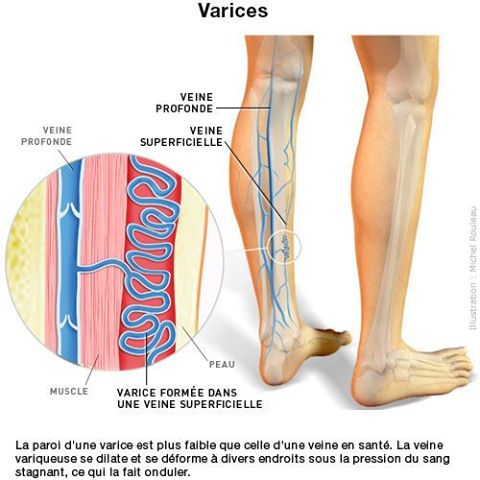 Varices
VEINE
PROFONDE
VEINE
SUPERFICIELLE
VEINE
PROFONDE
PEAU
MUSCLE
VARICE FORMÉE DANS
UNE VEINE SUPERFICIELLE
Illustration : Michel Rouleau
La paroi d'une varice est plus faible que celle d'une veine en santé. La veine
variqueuse se dilate et se déforme à divers endroits sous la pression du sang
stagnant, ce qui la fait onduler.